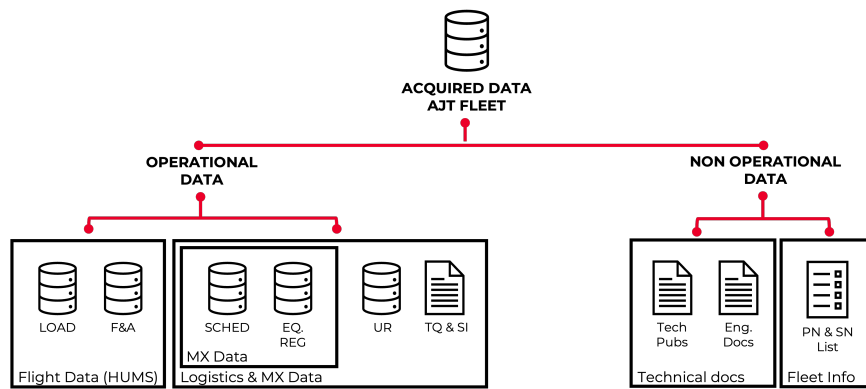 ACQUIRED DATA
AJT FLEET
OPERATIONAL
DATA
NON OPERATIONAL
DATA
LOAD
F&A
SCHED
EQ.
REG
UR
TQ & SI
MX Data
Flight Data (HUMS)
Logistics & MX Data
Tech
Pubs
Eng.
Docs
PN & SN
List
Technical docs
Fleet Info